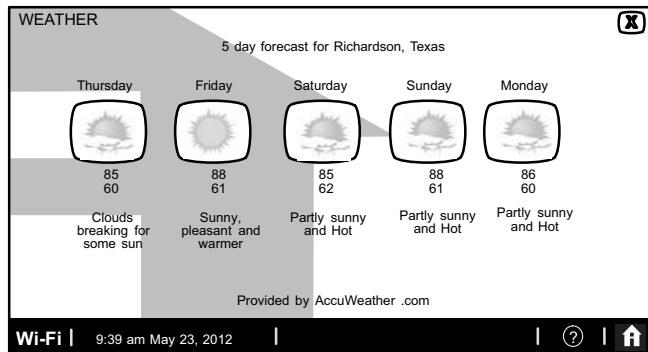 WEATHER
X
5 day forecast for Richardson, Texas
Thursday Friday Saturday Sunday Monday
85 88 85 88 86
60 61 62 61 60
Clouds breaking for some sun
Sunny, pleasant and warmer
Partly sunny and Hot
Partly sunny and Hot
Partly sunny and Hot
Provided by AccuWeather .com
Wi-Fi | 9:39 am May 23, 2012 | | ? |